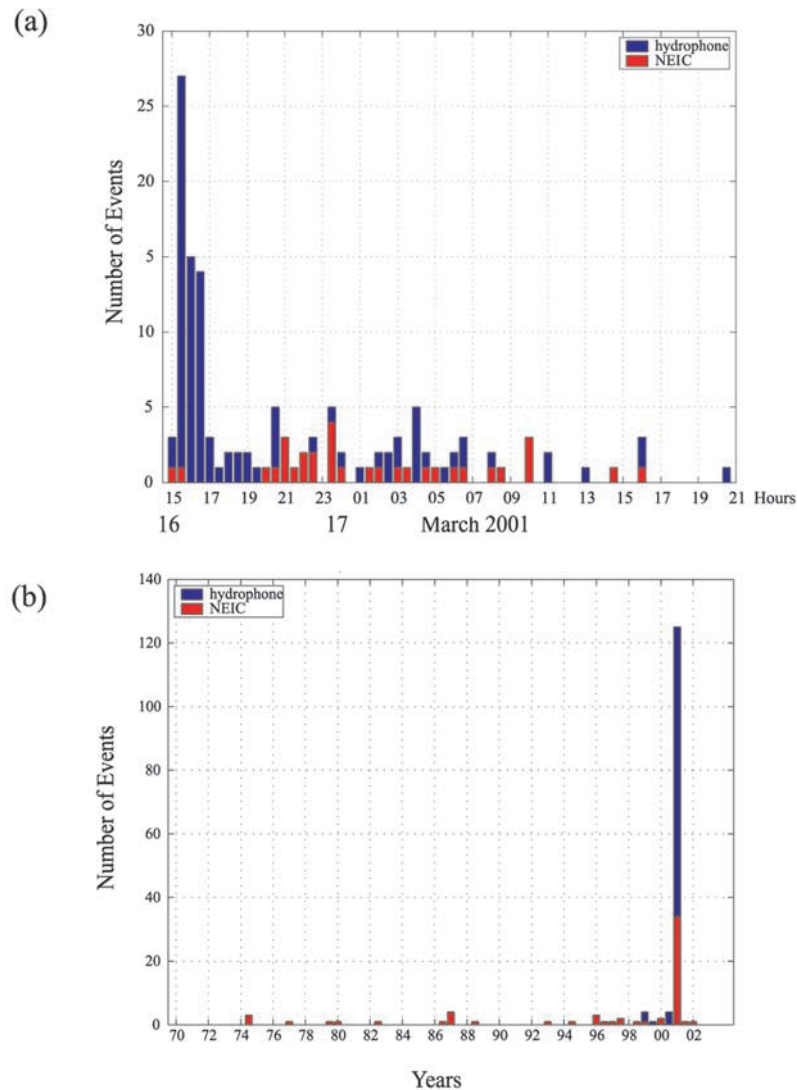 (a)
30
25
20
5
10
5
0
Number of Events
hydrophone
NEIC
15 17 19 21 23 01 03 05 07 09 11 13 15 17 19 21 Hours
16 17 March 2001
(b)
140
120
100
80
60
40
20
0
Number of Events
hydrophone
NEIC
70 72 74 76 78 80 82 84 86 88 90 92 94 96 98 00 02
Years